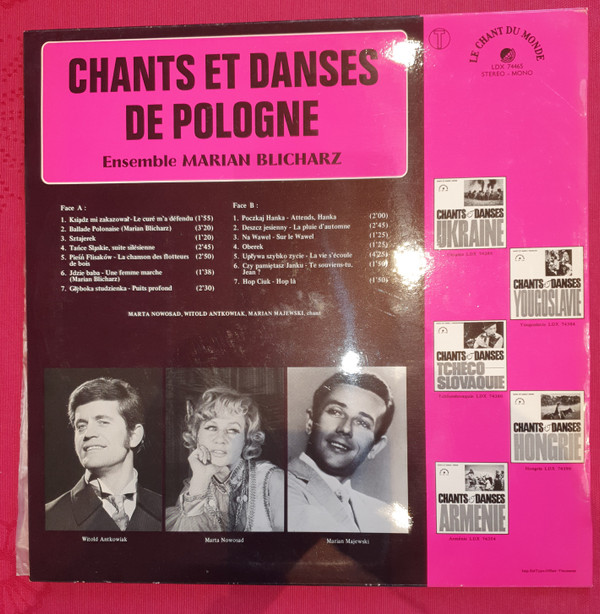 CHANTS ET DANSES
DE POLOGNE
Ensemble MARIAN BLICHARZ
T
LE CHANT DU MONDE
LDX 74465
STEREO - MONO
Face A :
1. Ksiądz mi zakazował - Le curé m'a défendu (1'55)
2. Ballade Polonaise (Marian Blicharz) (3'20)
3. Sztajerek (1'20)
4. Tańce Sląskie, suite silésienne (2'45)
5. Pieśń Flisaków - La chanson des flotteurs (2'50)
de bois
6. Jdzie baba - Une femme marche (1'38)
(Marian Blicharz)
7. Głyboka studzienka - Puits profond (2'30)
Face B :
1. Poczkaj Hanka - Attends, Hanka (2'00)
2. Deszcz jesienny - La pluie d'automne (2'45)
3. Na Wawel - Sur le Wawel (1'25)
4. Oberek (1'25)
5. Upływa szybko życie - La vie s'écoule
6. Czy pamiętasz Janku - Te souviens-tu, (1'50)
Jean ?
7. Hop Ciuk - Hop là (1'50)
MARTA NOWOSAD, WITOLD ANTKOWIAK, MARIAN MAJEWSKI, chant
Witold Antkowiak
Marta Nowosad
Marian Majewski
CHANTS & DANSES
UKRAINE
CHANTS & DANSES
YOUGOSLAVIE
CHANTS & DANSES
TCHECO
SLOVAQUIE
CHANTS & DANSES
HONGRIE
CHANTS & DANSES
ARMENIE